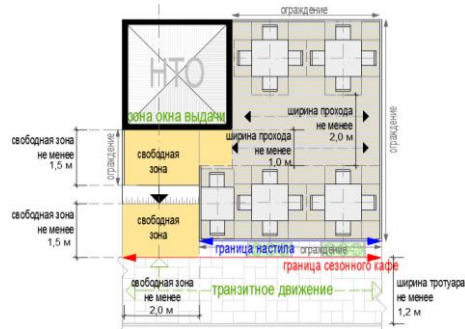 ограждение
НТО
зона окна выдачи
ширина прохода
не менее
2,0 м
ограждение
свободная зона
не менее
1,5 м
ограждение
свободная
зона
ширина прохода
не менее
1,0 м
свободная зона
не менее
1,5 м
свободная
зона
ограждение
граница настила
граница сезонного кафе
свободная зона
не менее
2,0 м
транзитное движение
ширина тротуара
не менее
1,2 м